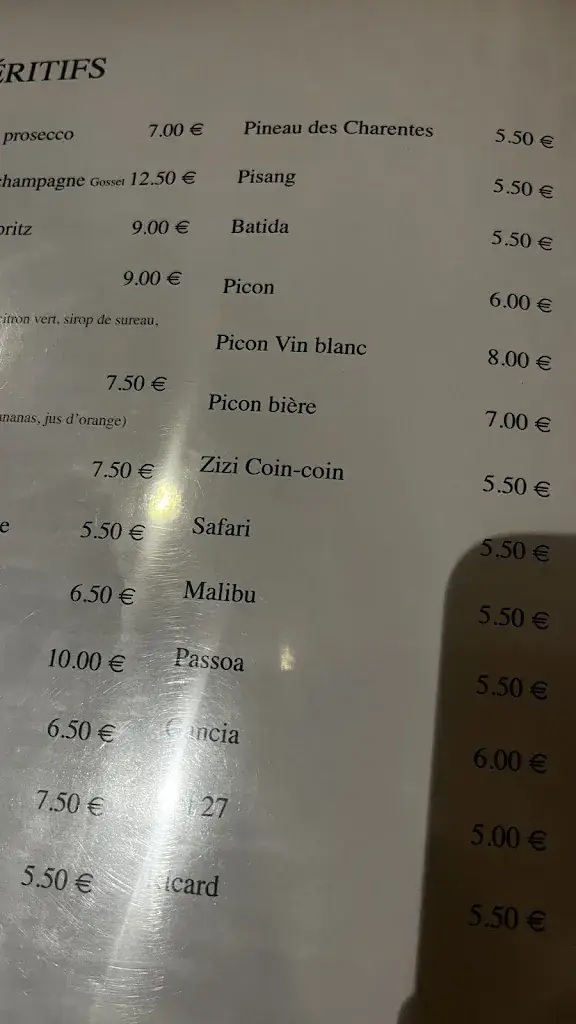 ÉRITIFS
prosecco 7.00 € Pineau des Charentes 5.50 €
champagne Gosset 12.50 € Pisang 5.50 €
pritz 9.00 € Batida 5.50 €
9.00 € Picon 6.00 €
citron vert, sirop de sureau,
Picon Vin blanc 8.00 €
7.50 €
Picon bière 7.00 €
ananas, jus d'orange)
7.50 € Zizi Coin-coin 5.50 €
e 5.50 € Safari 5.50 €
6.50 € Malibu 5.50 €
10.00 € Passoa 5.50 €
6.50 € Gancia 6.00 €
7.50 € 27 5.00 €
5.50 € icard 5.50 €